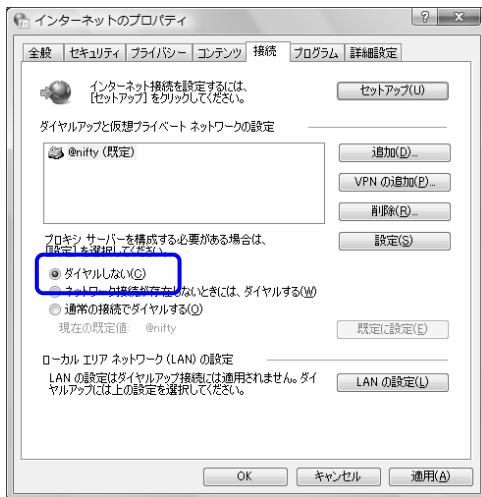 インターネットのプロパティ
全般 セキュリティ プライバシー コンテンツ 接続 プログラム 詳細設定
インターネット接続を設定するには、
[セットアップ] をクリックしてください。
セットアップ(U)
ダイヤルアップと仮想プライベート ネットワークの設定
@nifty (既定)
追加(D)...
VPN の追加(P)...
削除(R)...
プロキシ サーバーを構成する必要がある場合は、
[設定] を選択してください。
設定(S)
ダイヤルしない(C)
ネットワーク接続が存在しないときには、ダイヤルする(W)
通常の接続でダイヤルする(O)
現在の既定値: @nifty
既定に設定(E)
ローカル エリア ネットワーク (LAN) の設定
LAN の設定はダイヤルアップ接続には適用されません。ダイ
ヤルアップには上の設定を選択してください。
LAN の設定(L)
OK キャンセル 適用(A)